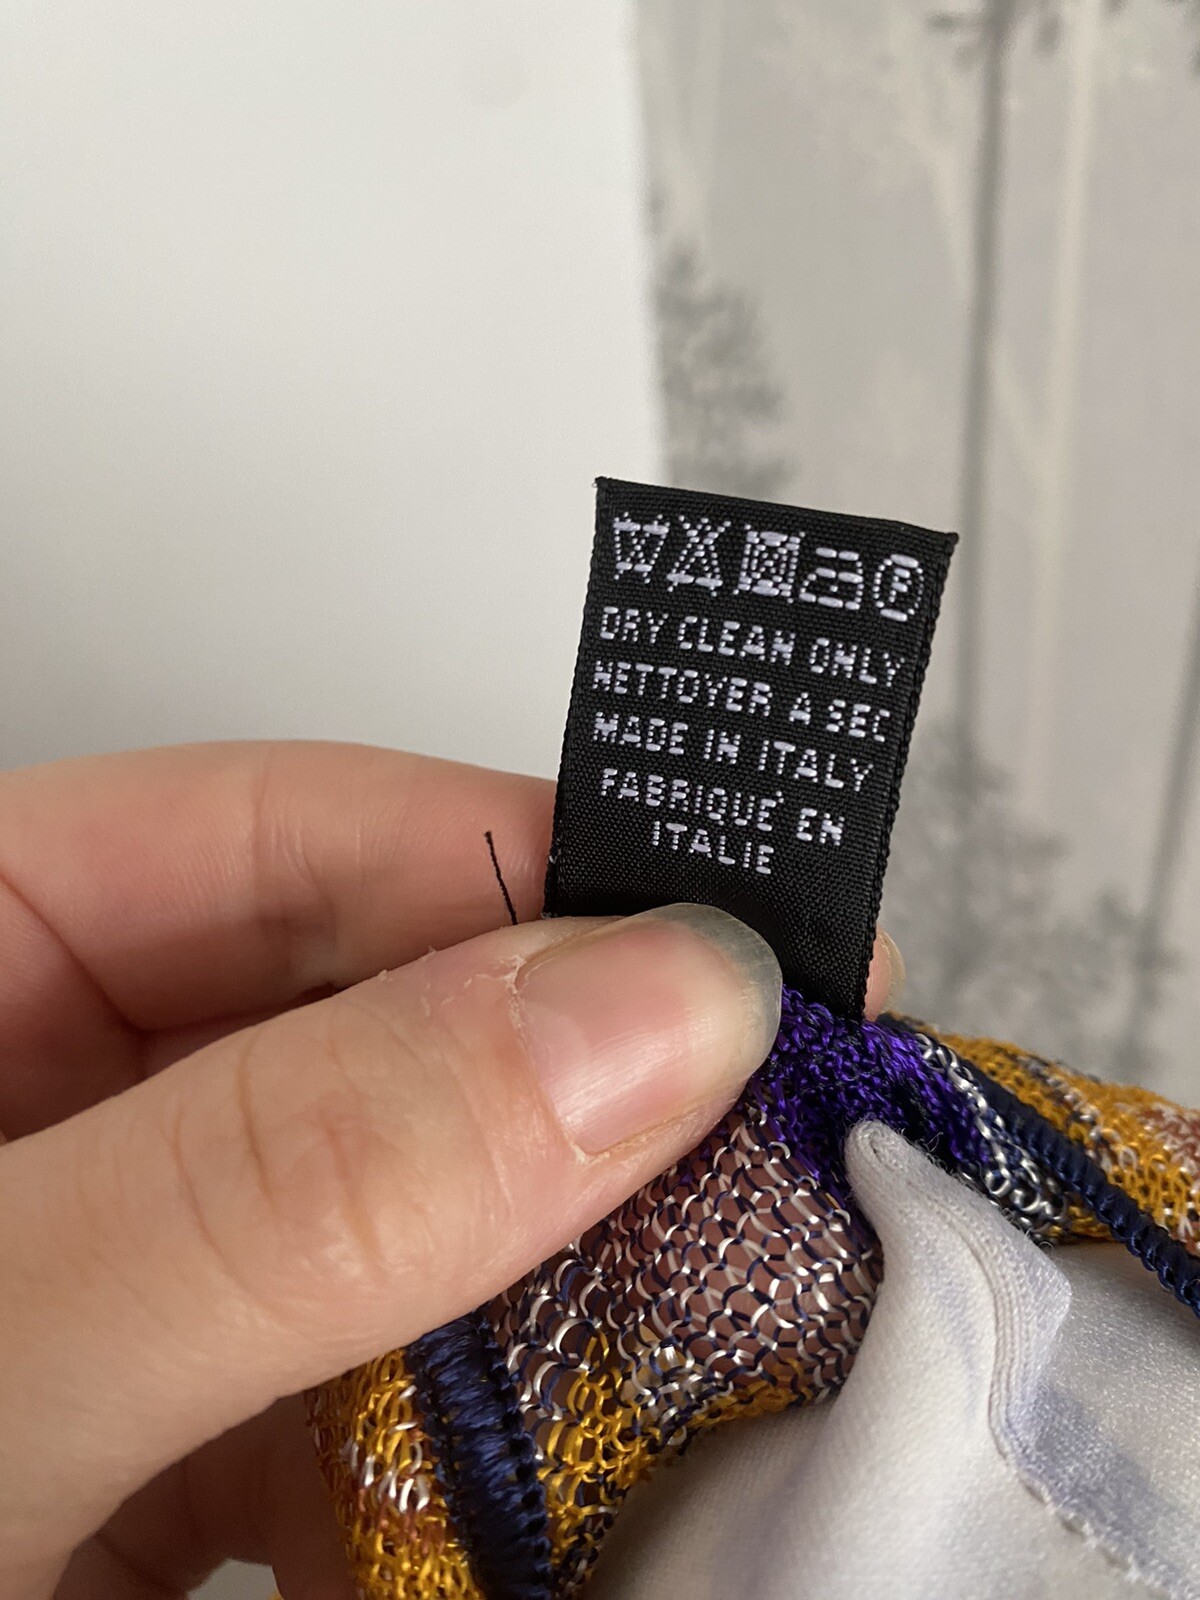 F
DRY CLEAN ONLY
NETTOYER A SEC
MADE IN ITALY
FABRIQUÉ EN
ITALIE